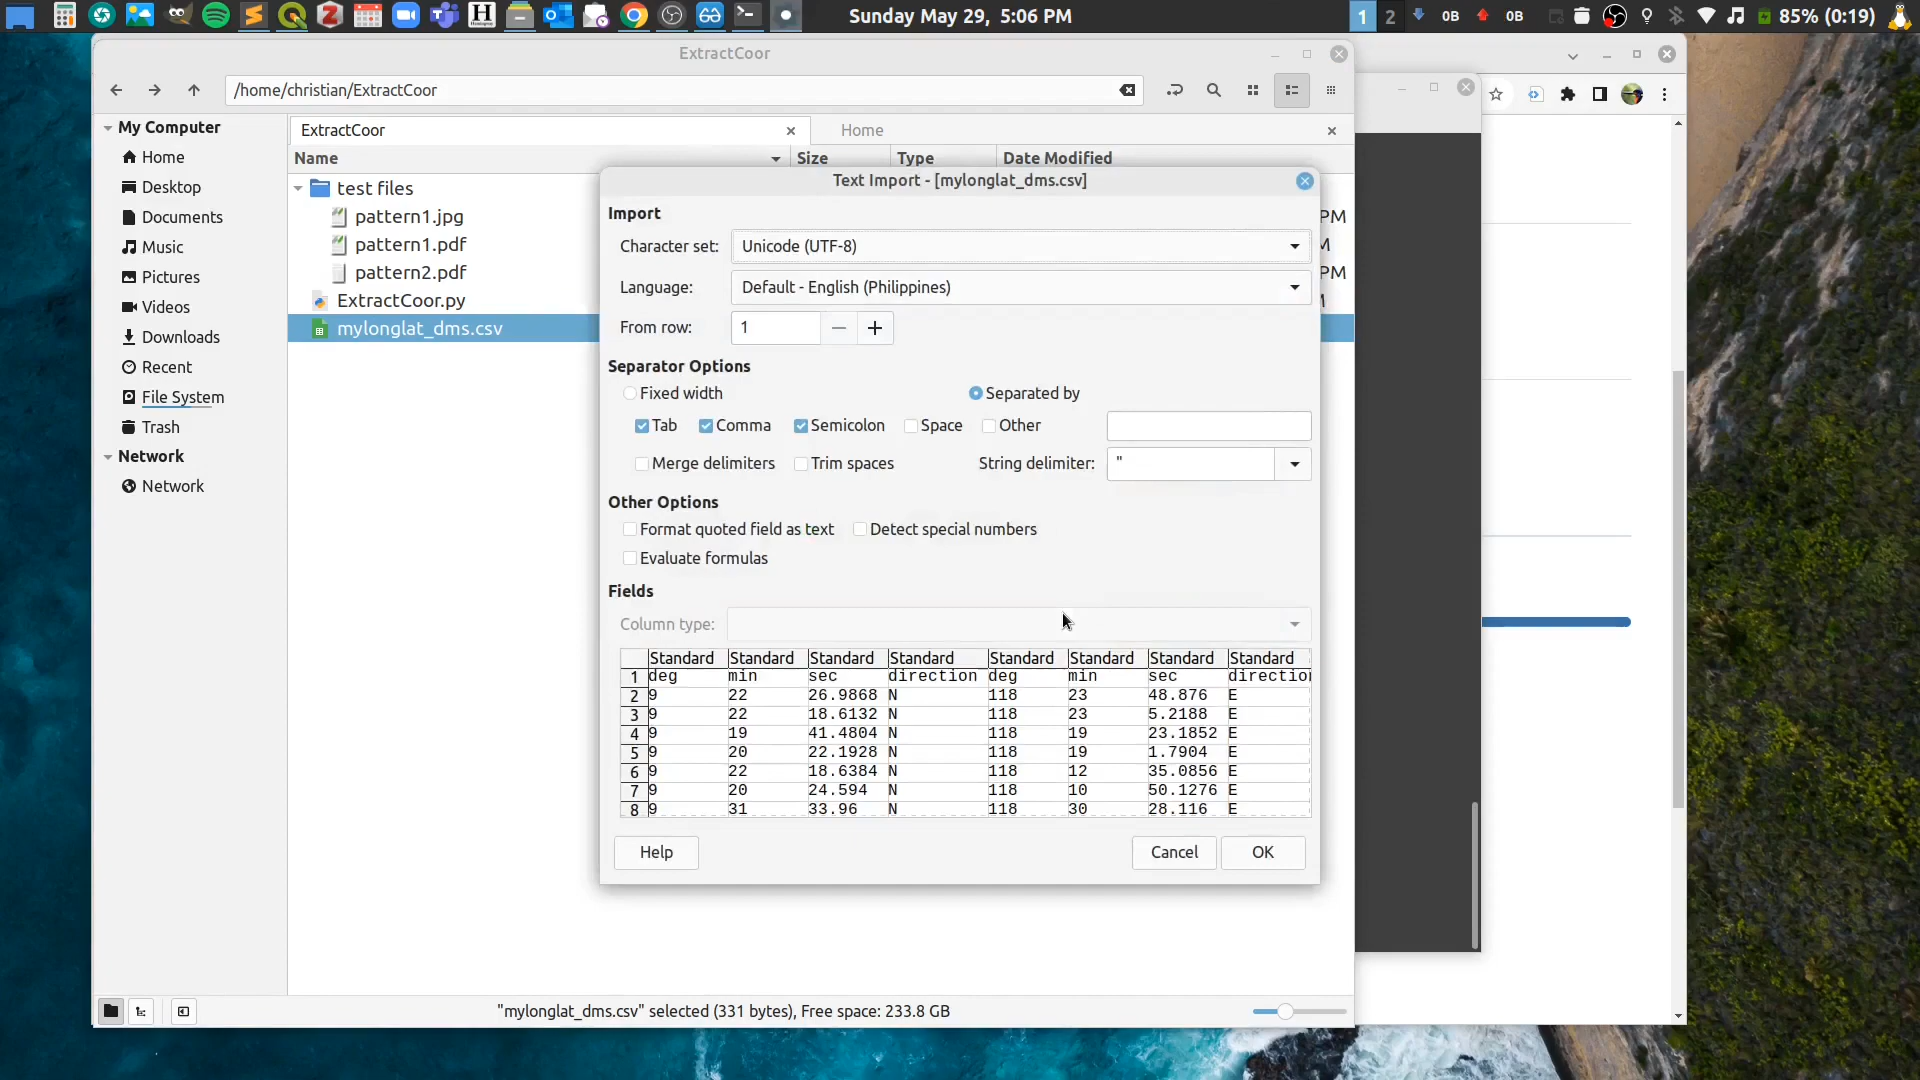 Sunday May 29, 5:06 PM
1 2 0B 0B 85% (0:19)
ExtractCoor
/home/christian/ExtractCoor
My Computer
Home
Desktop
Documents
Music
Pictures
Videos
Downloads
Recent
File System
Trash
Network
Network
ExtractCoor Home
Name Size Type Date Modified
test files
pattern1.jpg PM
pattern1.pdf
pattern2.pdf PM
ExtractCoor.py
mylonglat_dms.csv
Text Import - [mylonglat_dms.csv]
Import
Character set: Unicode (UTF-8)
Language: Default - English (Philippines)
From row: 1
Separator Options
Fixed width Separated by
Tab Comma Semicolon Space Other
Merge delimiters Trim spaces String delimiter: "
Other Options
Format quoted field as text Detect special numbers
Evaluate formulas
Fields
Column type:
Standard Standard Standard Standard Standard Standard Standard Standard
1 deg min sec direction deg min sec direction
2 9 22 26.9868 N 118 23 48.876 E
3 9 22 18.6132 N 118 23 5.2188 E
4 9 19 41.4804 N 118 19 23.1852 E
5 9 20 22.1928 N 118 19 1.7904 E
6 9 22 18.6384 N 118 12 35.0856 E
7 9 20 24.594 N 118 10 50.1276 E
8 9 31 33.96 N 118 30 28.116 E
Help Cancel OK
"mylonglat_dms.csv" selected (331 bytes), Free space: 233.8 GB